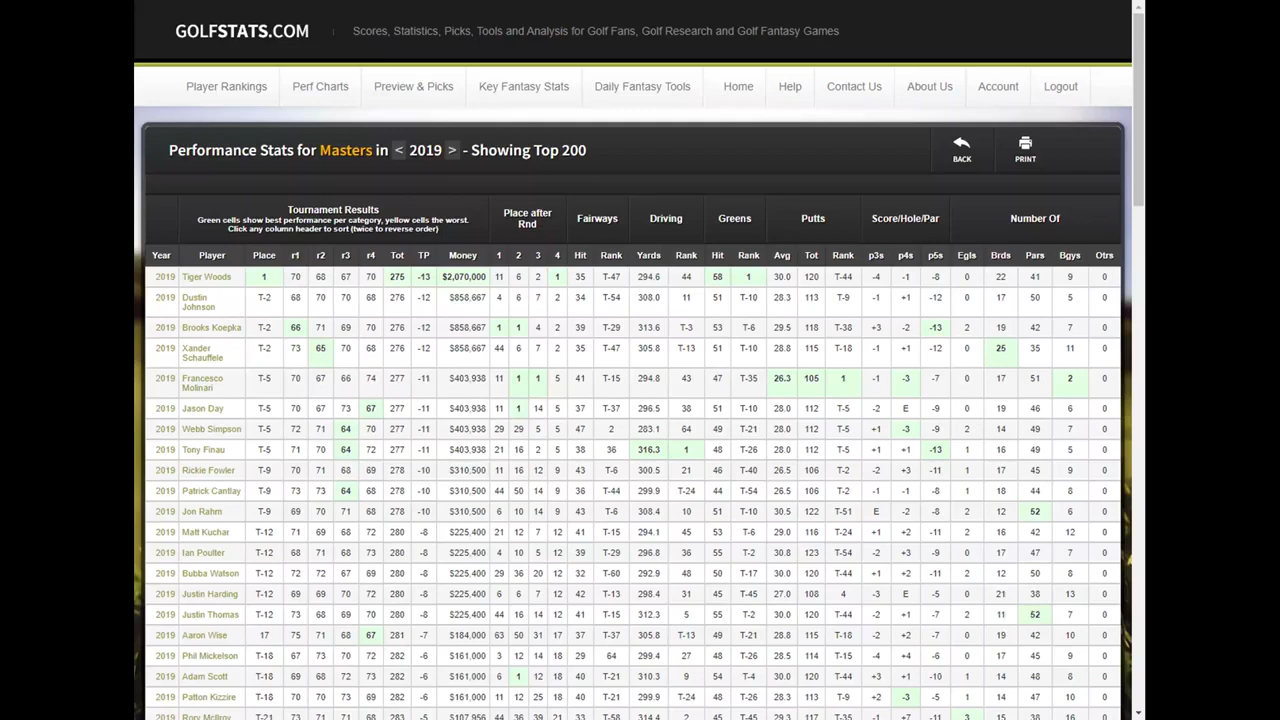 GOLFSTATS.COM Scores, Statistics, Picks, Tools and Analysis for Golf Fans, Golf Research and Golf Fantasy Games
Player Rankings Perf Charts Preview & Picks Key Fantasy Stats Daily Fantasy Tools Home Help Contact Us About Us Account Logout
Performance Stats for Masters in < 2019 > - Showing Top 200
BACK PRINT
Tournament Results
Green cells show best performance per category, yellow cells the worst.
Click any column header to sort (twice to reverse order)
Place after Rnd Fairways Driving Greens Putts Score/Hole/Par Number Of
Year Player Place r1 r2 r3 r4 Tot TP Money 1 2 3 4 Hit Rank Yards Rank Hit Rank Avg Tot Rank p3s p4s p5s Egls Brds Pars Bgys Otrs
2019 Tiger Woods 1 70 68 67 70 275 -13 $2,070,000 11 6 2 1 35 T-47 294.6 44 58 1 30.0 120 T-44 -1 -4 -8 0 22 41 9 0
2019 Dustin Johnson T-2 68 70 70 68 276 -12 $858,667 4 6 7 2 34 T-54 308.0 11 51 T-10 28.3 113 T-9 -1 +1 -12 0 17 50 5 0
2019 Brooks Koepka T-2 66 71 69 70 276 -12 $858,667 1 1 4 2 39 T-29 313.6 T-3 53 T-6 29.5 118 T-38 +3 -2 -13 2 19 42 7 0
2019 Xander Schauffele T-2 73 65 70 68 276 -12 $858,667 44 6 7 2 35 T-47 305.8 T-13 51 T-10 28.8 115 T-18 -1 +1 -12 0 25 35 11 0
2019 Francesco Molinari T-5 70 67 66 74 277 -11 $403,938 11 1 1 5 41 T-15 294.8 43 47 T-35 26.3 105 1 -1 -3 -7 0 17 51 2 0
2019 Jason Day T-5 70 67 73 67 277 -11 $403,938 11 1 14 5 37 T-37 296.5 38 51 T-10 28.0 112 T-5 -2 E -9 0 19 46 6 0
2019 Webb Simpson T-5 72 71 64 70 277 -11 $403,938 29 29 5 5 47 2 283.1 64 49 T-21 28.0 112 T-5 +1 -3 -9 2 14 49 7 0
2019 Tony Finau T-5 71 70 64 72 277 -11 $403,938 21 16 2 5 38 36 316.3 1 48 T-26 28.0 112 T-5 +1 +1 -13 1 16 49 5 0
2019 Rickie Fowler T-9 70 71 68 69 278 -10 $310,500 11 16 12 9 43 T-6 300.5 21 46 T-40 26.5 106 T-2 -2 +3 -11 1 17 45 9 0
2019 Patrick Cantlay T-9 73 73 64 68 278 -10 $310,500 44 50 14 9 36 T-44 299.9 T-24 44 T-54 26.5 106 T-2 -1 -1 -8 1 18 44 8 0
2019 Jon Rahm T-9 69 70 71 68 278 -10 $310,500 6 10 14 9 43 T-6 308.4 10 51 T-10 30.5 122 T-51 E -2 -8 2 12 52 6 0
2019 Matt Kuchar T-12 71 69 68 72 280 -8 $225,400 21 12 7 12 41 T-15 294.1 45 53 T-6 29.0 116 T-24 +1 +2 -11 2 16 42 12 0
2019 Ian Poulter T-12 68 71 68 73 280 -8 $225,400 4 10 5 12 39 T-29 296.8 36 55 T-2 30.8 123 T-54 -2 +3 -9 0 17 47 7 0
2019 Bubba Watson T-12 72 72 67 69 280 -8 $225,400 29 36 20 12 32 T-60 292.9 48 50 T-17 30.0 120 T-44 +1 +2 -11 2 12 50 8 0
2019 Justin Harding T-12 69 69 70 72 280 -8 $225,400 6 6 7 12 42 T-13 298.4 31 45 T-45 27.0 108 4 -3 E -5 0 21 38 13 0
2019 Justin Thomas T-12 73 68 69 70 280 -8 $225,400 44 16 14 12 41 T-15 312.3 5 55 T-2 30.0 120 T-44 -2 +1 -7 2 11 52 7 0
2019 Aaron Wise 17 75 71 68 67 281 -7 $184,000 63 50 31 17 37 T-37 305.8 T-13 49 T-21 28.8 115 T-18 -2 +2 -7 0 19 42 10 0
2019 Phil Mickelson T-18 67 73 70 72 282 -6 $161,000 3 12 14 18 29 64 299.4 27 48 T-26 28.5 114 T-15 -4 +4 -6 0 17 45 9 0
2019 Adam Scott T-18 69 68 72 73 282 -6 $161,000 6 1 12 18 40 T-21 310.3 9 54 T-4 30.0 120 T-44 +3 +1 -10 2 14 48 8 0
2019 Patton Kizzire T-18 70 70 73 69 282 -6 $161,000 11 12 25 18 40 T-21 299.9 T-24 48 T-26 28.3 113 T-9 +2 -3 -5 1 14 47 10 0
2019 Rory McIlroy T-21 73 71 71 68 283 -5 $107,956 44 36 39 21 33 T-58 314.4 2 45 T-45 29.3 117 T-31 -1 +5 -9 3 15 38 16 0